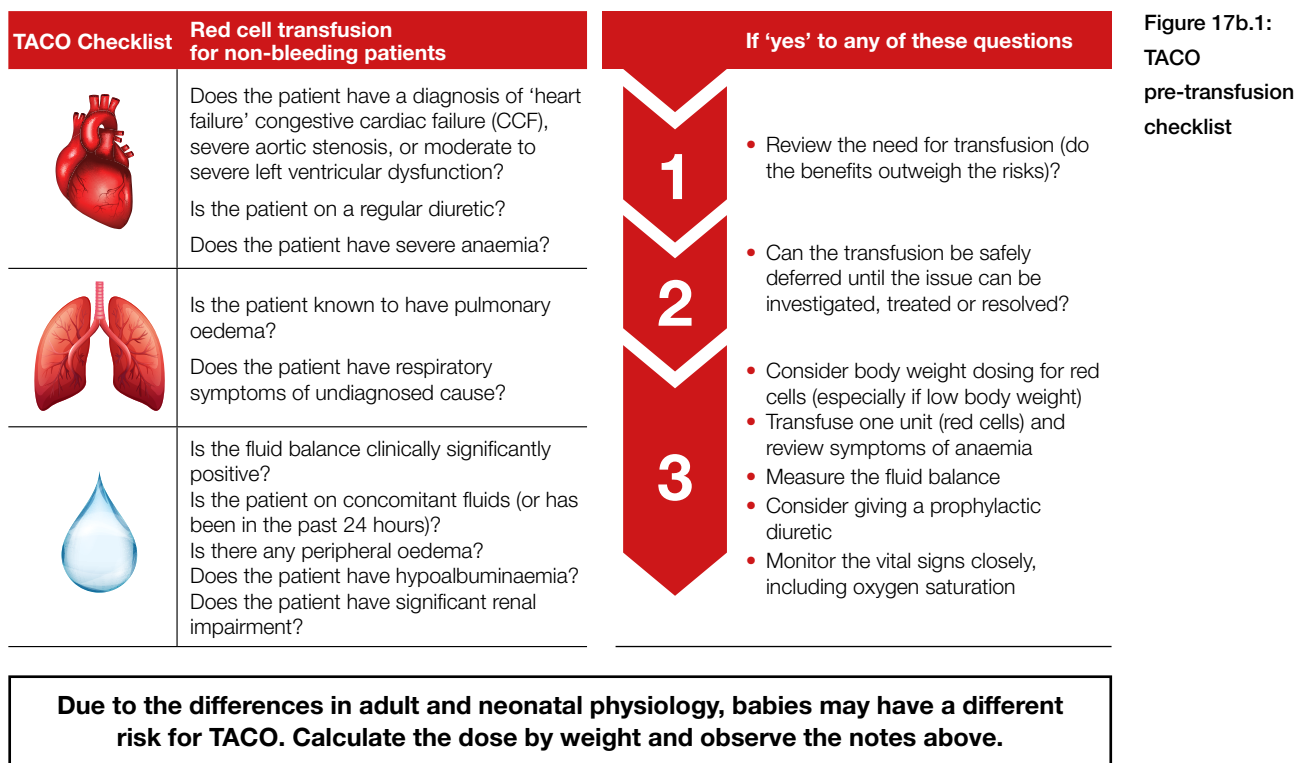 TACO Checklist
Red cell transfusion
for non-bleeding patients
Does the patient have a diagnosis of ‘heart
failure’ congestive cardiac failure (CCF),
severe aortic stenosis, or moderate to
severe left ventricular dysfunction?
Is the patient on a regular diuretic?
Does the patient have severe anaemia?
Is the patient known to have pulmonary
oedema?
Does the patient have respiratory
symptoms of undiagnosed cause?
Is the fluid balance clinically significantly
positive?
Is the patient on concomitant fluids (or has
been in the past 24 hours)?
Is there any peripheral oedema?
Does the patient have hypoalbuminaemia?
Does the patient have significant renal
impairment?
If ‘yes’ to any of these questions
1
• Review the need for transfusion (do
the benefits outweigh the risks)?
2
• Can the transfusion be safely
deferred until the issue can be
investigated, treated or resolved?
3
• Consider body weight dosing for red
cells (especially if low body weight)
• Transfuse one unit (red cells) and
review symptoms of anaemia
• Measure the fluid balance
• Consider giving a prophylactic
diuretic
• Monitor the vital signs closely,
including oxygen saturation
Due to the differences in adult and neonatal physiology, babies may have a different
risk for TACO. Calculate the dose by weight and observe the notes above.
Figure 17b.1:
TACO
pre-transfusion
checklist